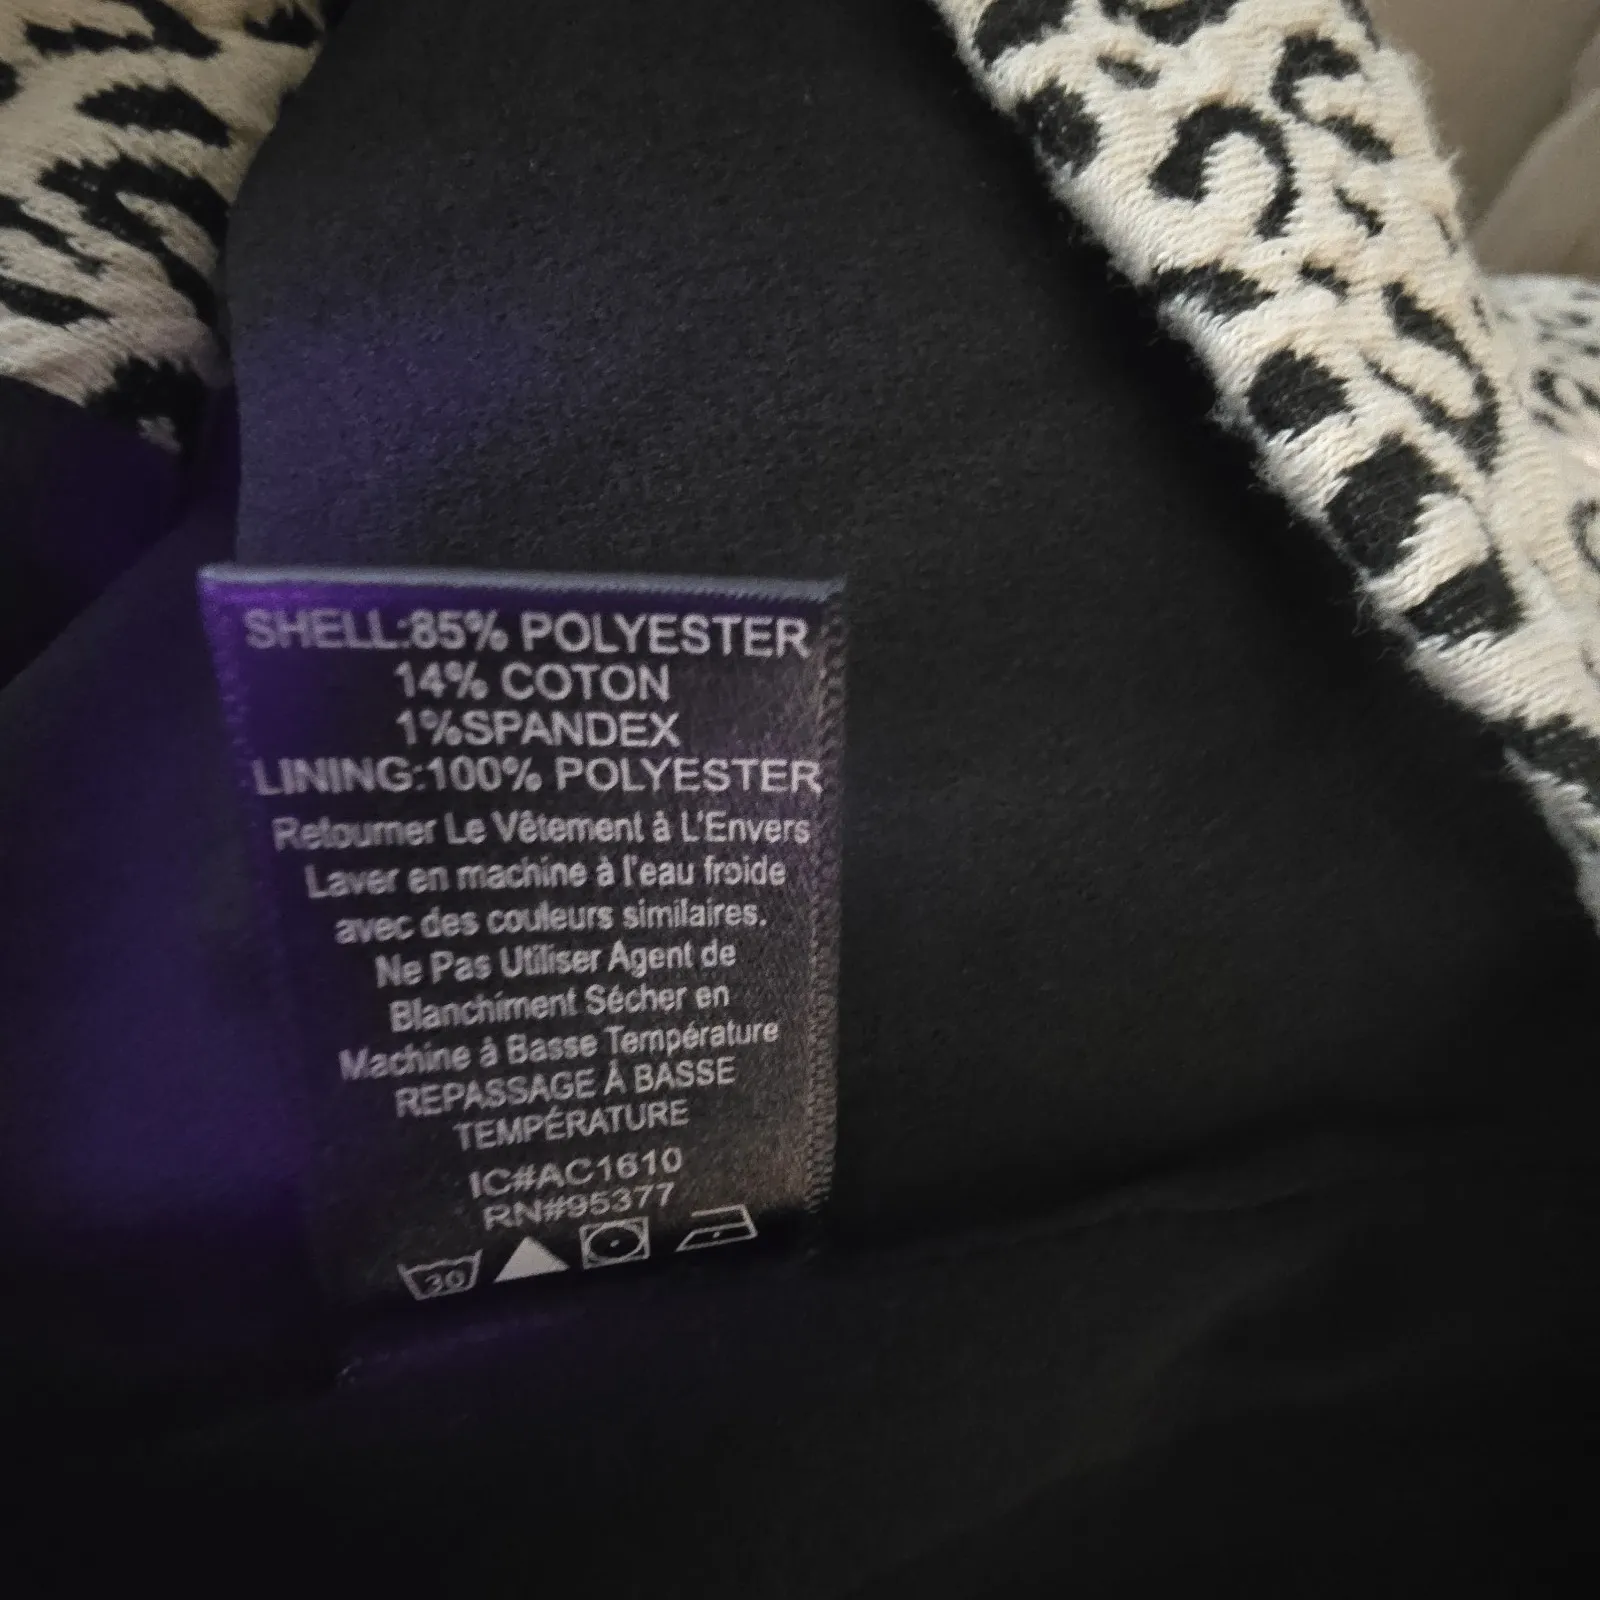 SHELL:85% POLYESTER
14% COTON
1%SPANDEX
LINING:100% POLYESTER
Retourner Le Vêtement à L'Envers
Laver en machine à l'eau froide
avec des couleurs similaires.
Ne Pas Utiliser Agent de
Blanchiment Sécher en
Machine à Basse Température
REPASSAGE À BASSE
TEMPÉRATURE
IC#AC1610
RN#95377
30